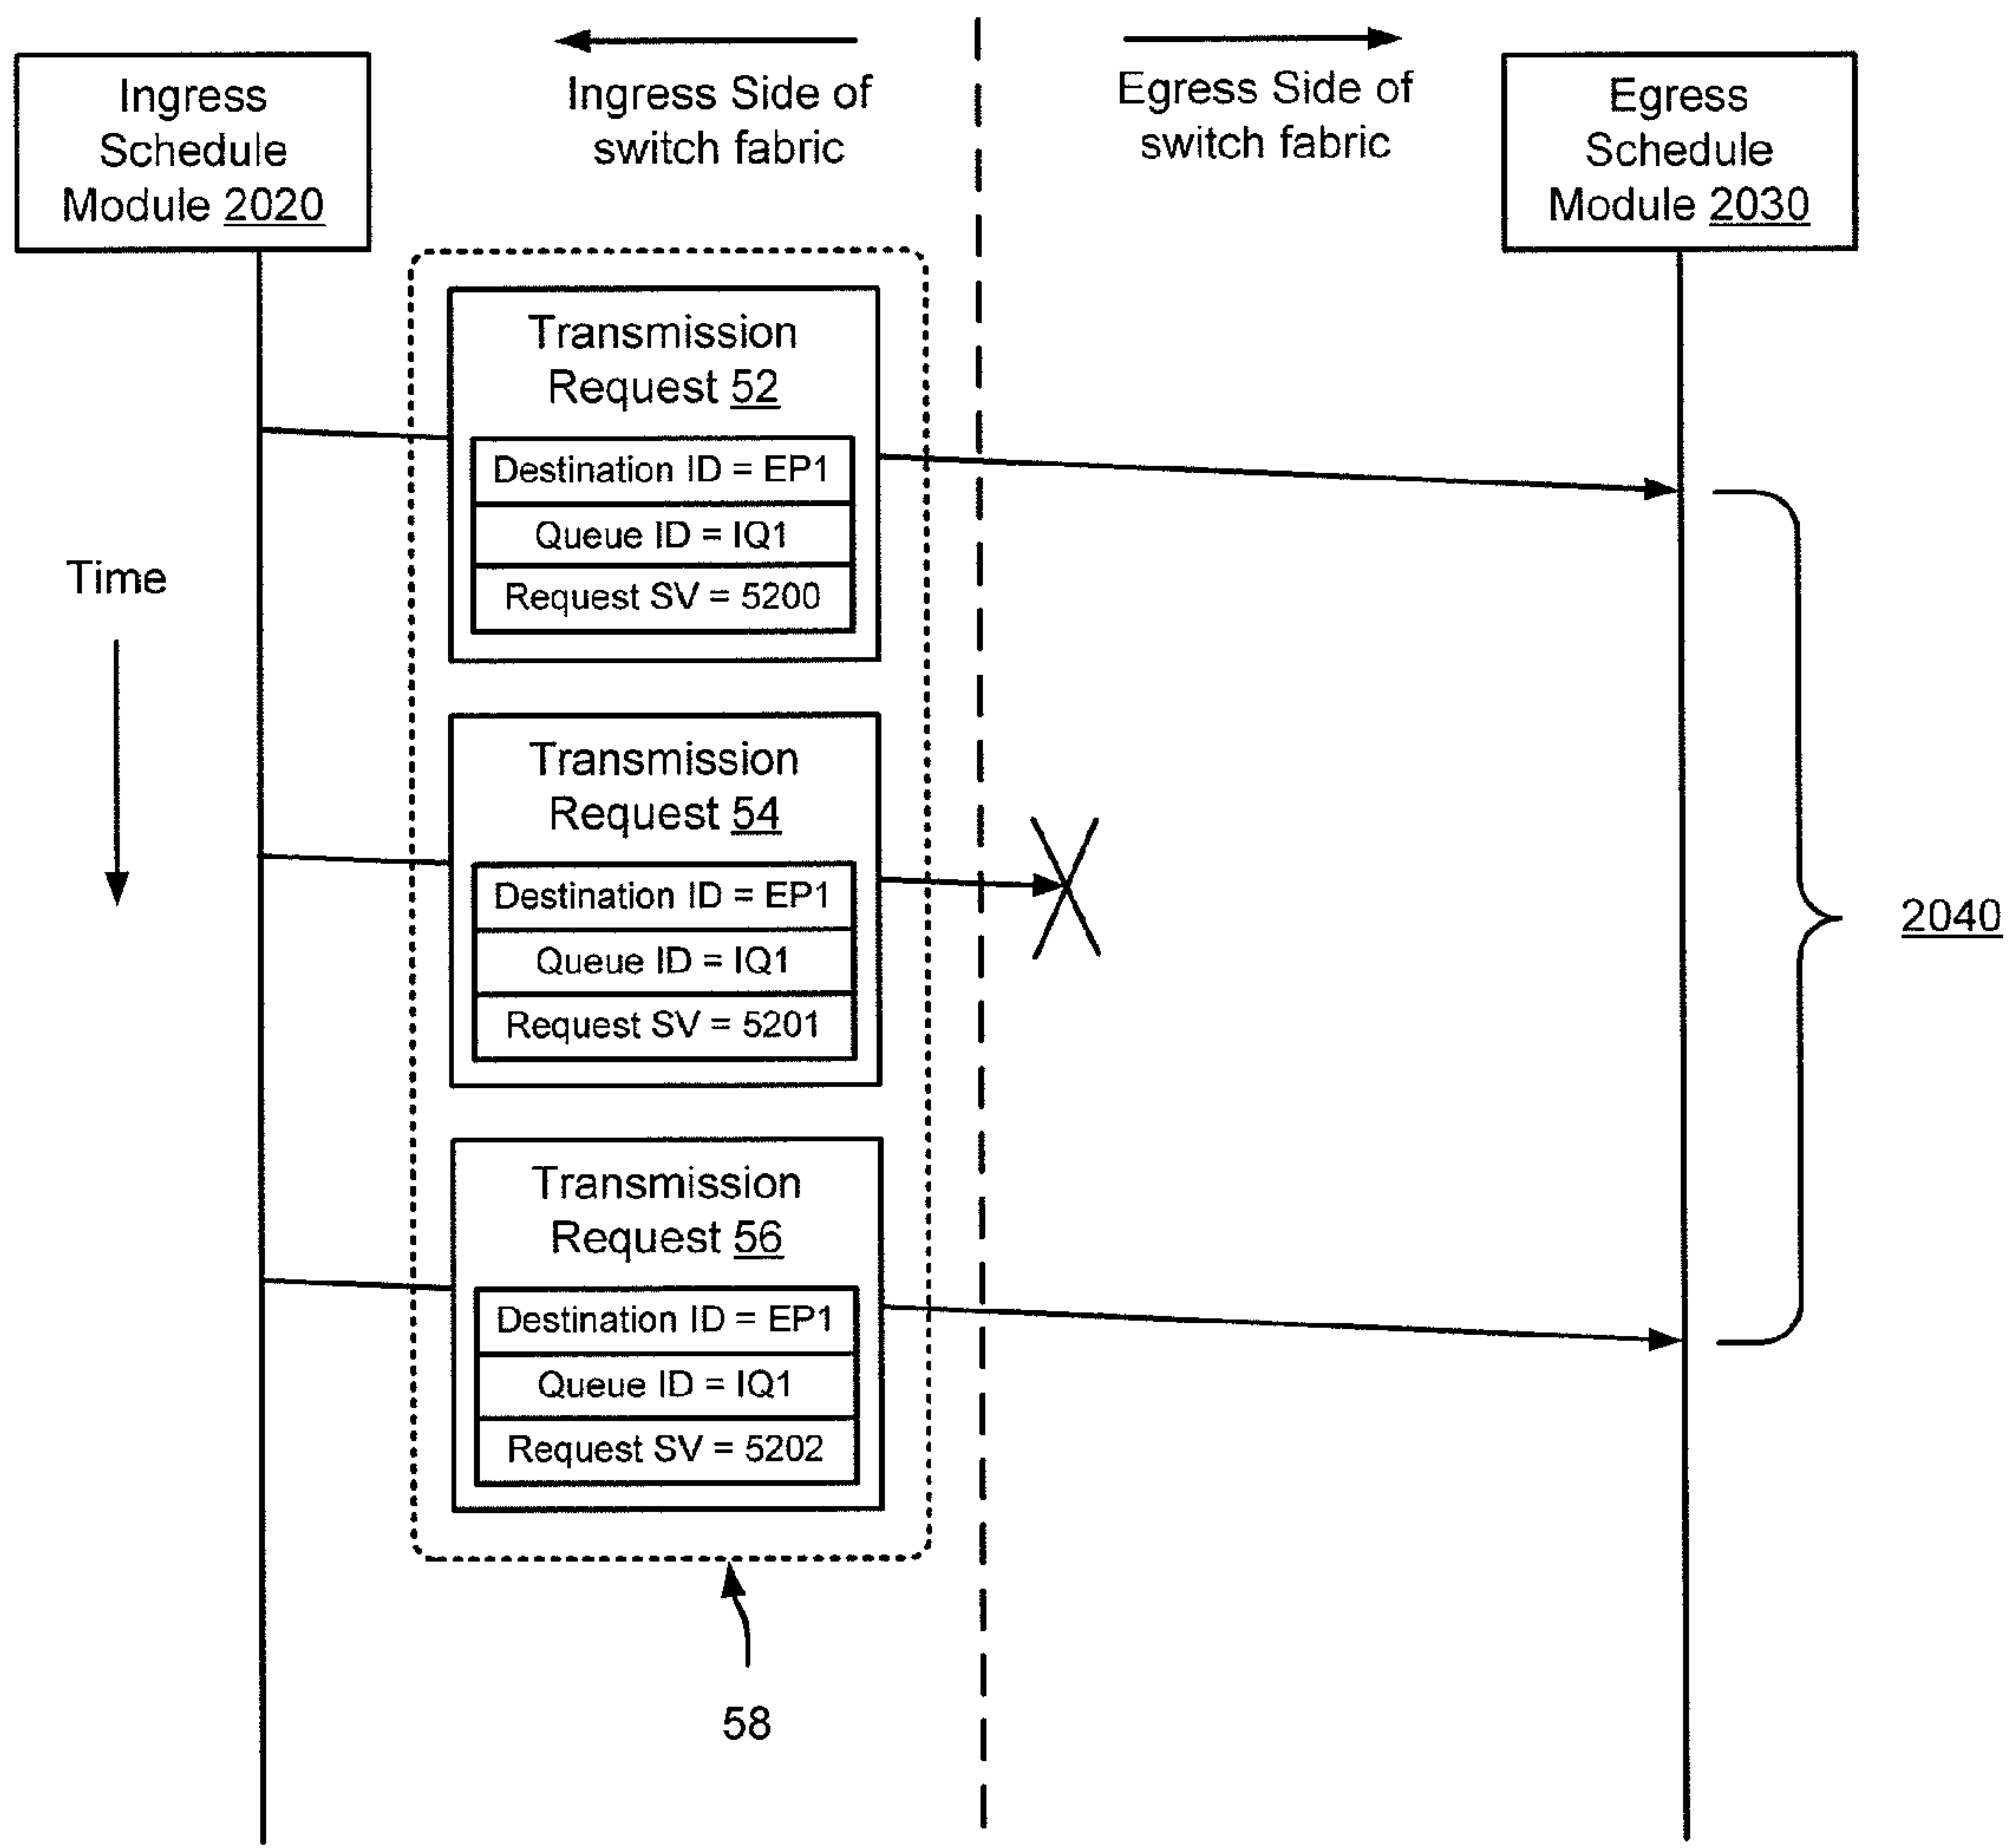 Ingress
Schedule
Module 2020
Ingress Side of
switch fabric
Egress Side of
switch fabric
Egress
Schedule
Module 2030
Transmission
Request 52
Destination ID = EP1
Queue ID = IQ1
Request SV = 5200
Time
Transmission
Request 54
Destination ID = EP1
Queue ID = IQ1
Request SV = 5201
2040
Transmission
Request 56
Destination ID = EP1
Queue ID = IQ1
Request SV = 5202
58